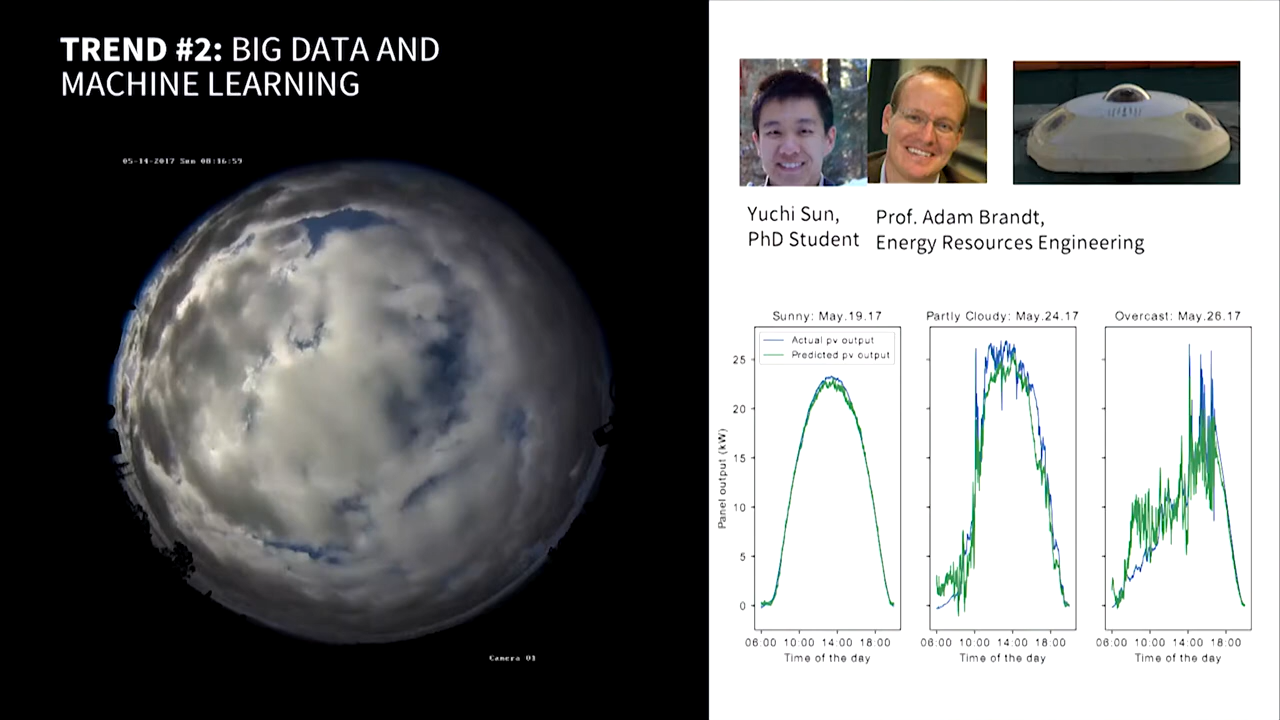 TREND #2: BIG DATA AND
MACHINE LEARNING
05-14-2017 Sun 08:16:59
Camera 01
Yuchi Sun,
PhD Student
Prof. Adam Brandt,
Energy Resources Engineering
Sunny: May.19.17
Partly Cloudy: May.24.17
Overcast: May.26.17
Actual pv output
Predicted pv output
Panel output (kW)
25
20
15
10
5
0
06:00 10:00 14:00 18:00
Time of the day
06:00 10:00 14:00 18:00
Time of the day
06:00 10:00 14:00 18:00
Time of the day